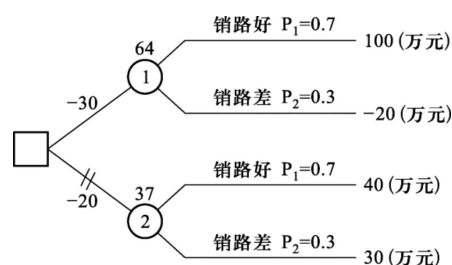 销路好 P₁=0.7
100 (万元)
64
1
-30
销路差 P₂=0.3
-20 (万元)
-20
37
2
销路好 P₁=0.7
40 (万元)
销路差 P₂=0.3
30 (万元)